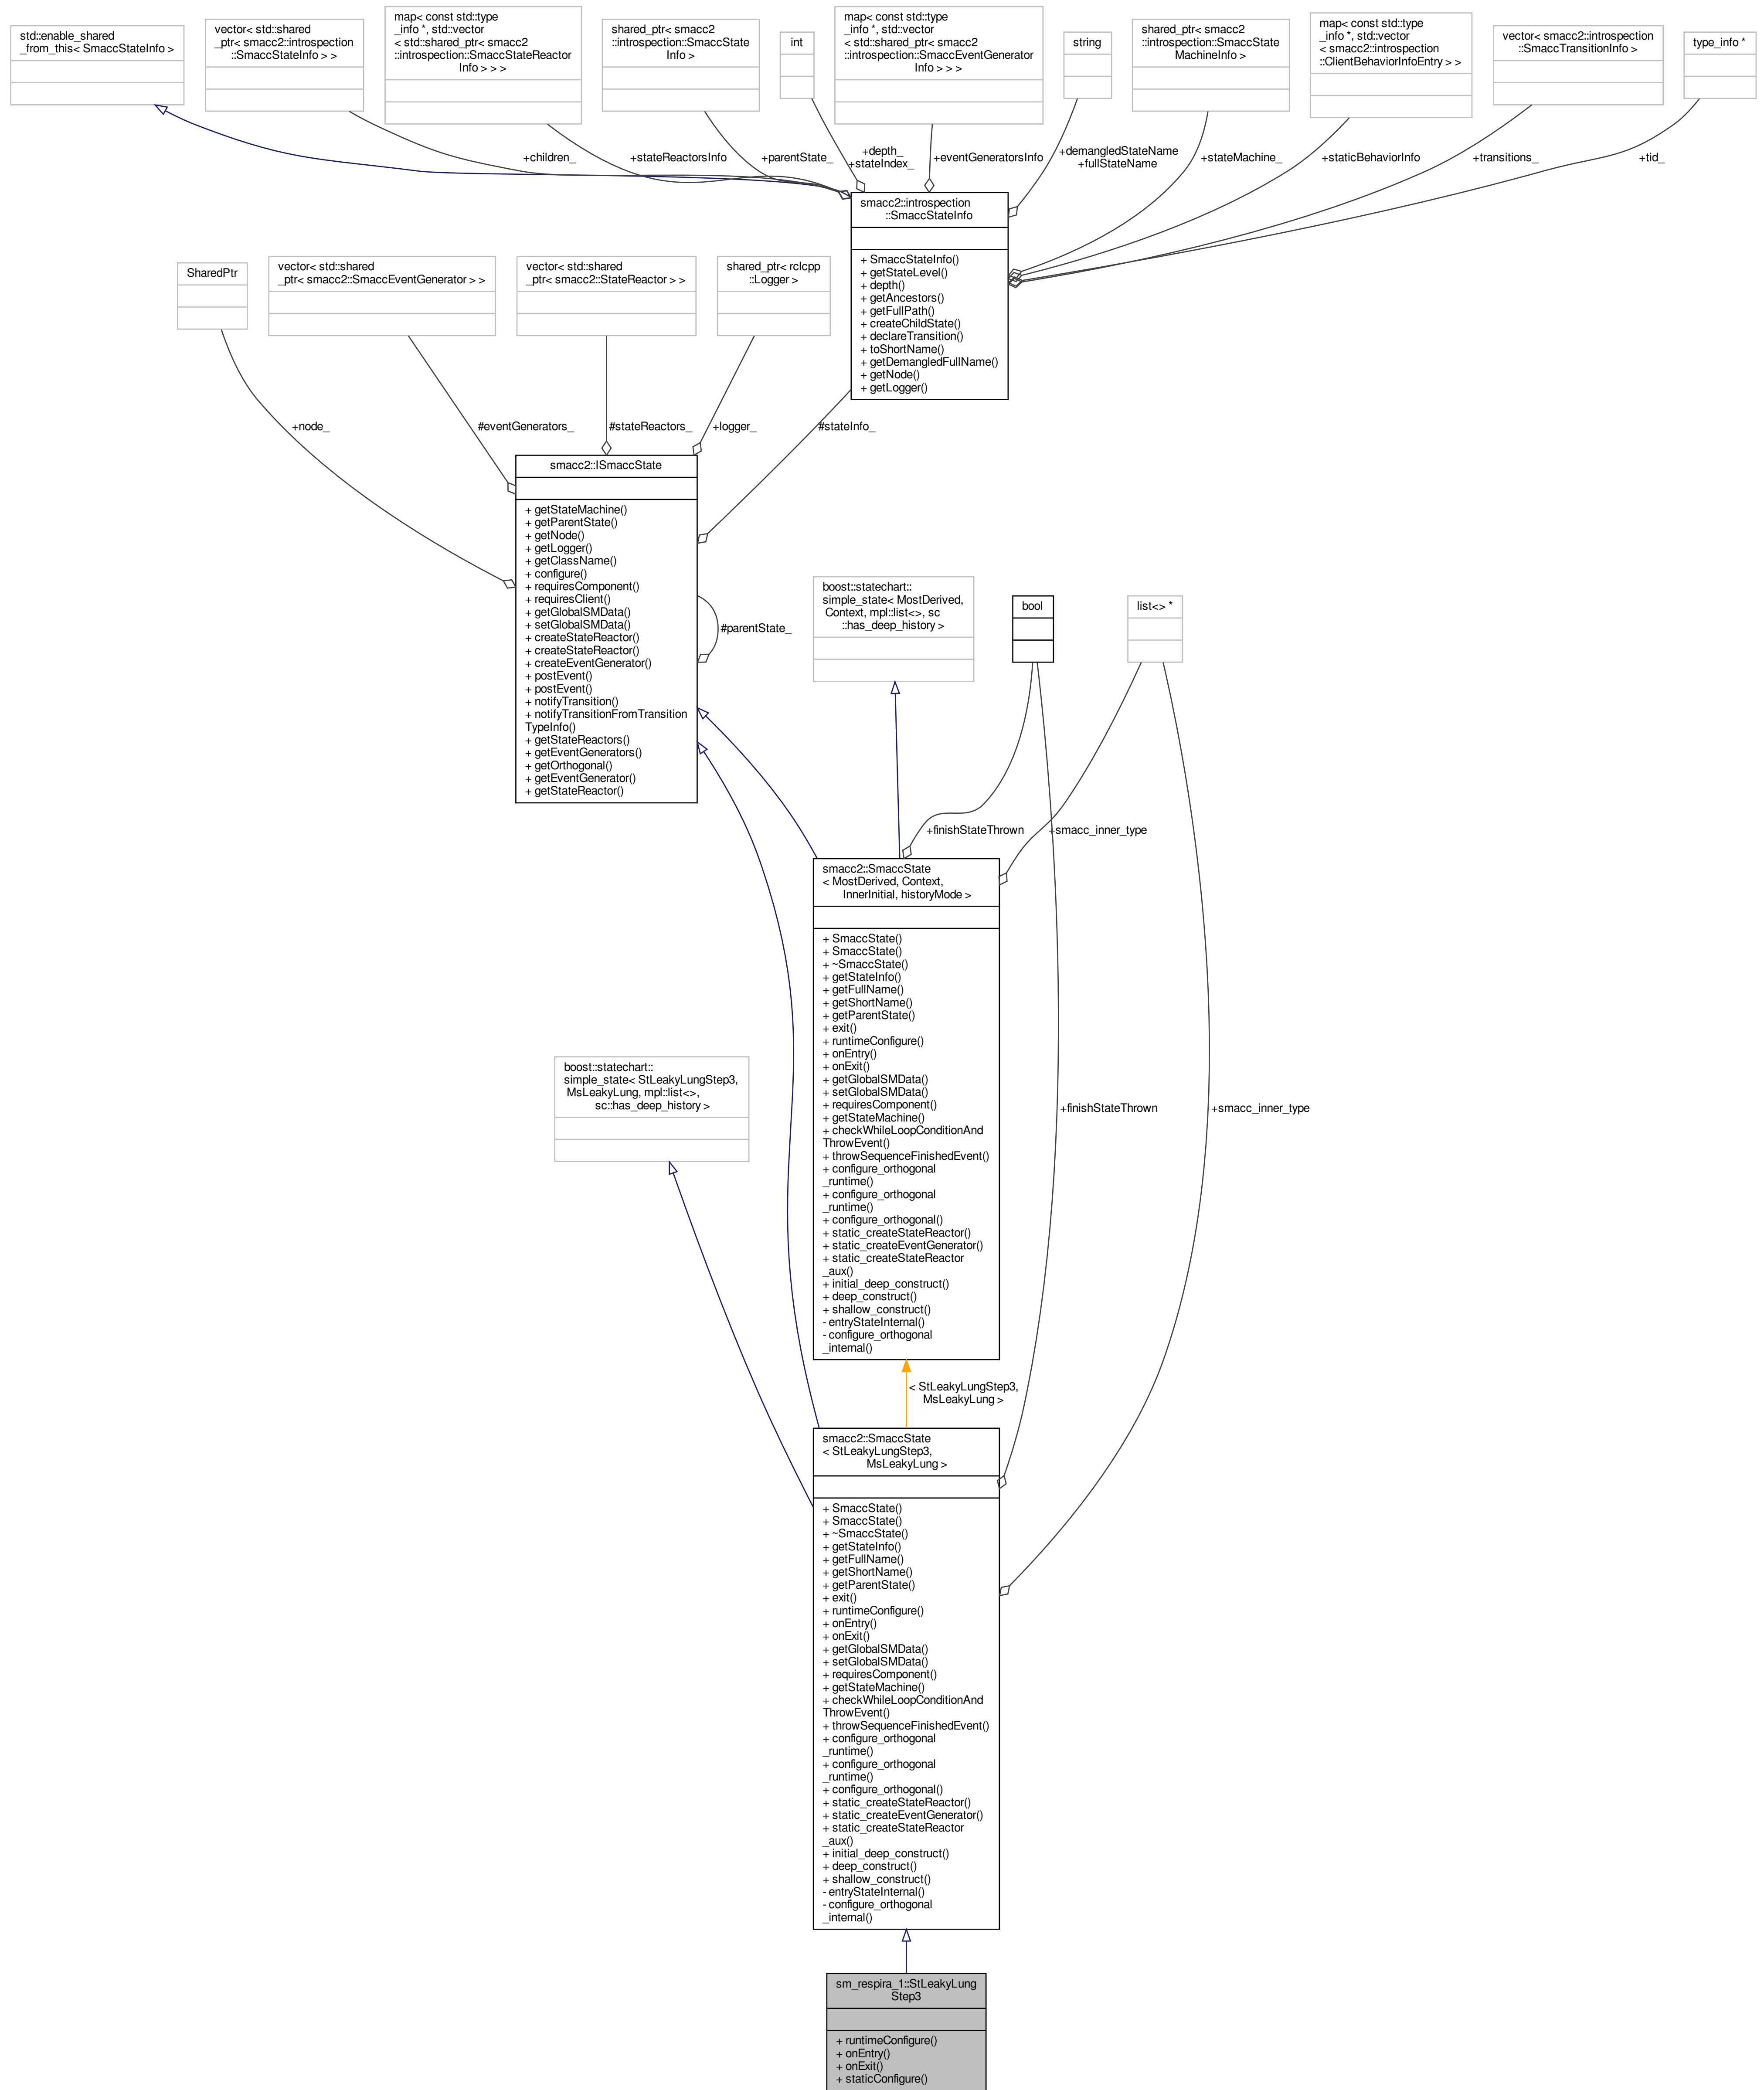 std::enable_shared
_from_this< SmaccStateInfo >
vector< std::shared
_ptr< smacc2::introspection
::SmaccStateInfo > >
map< const std::type
_info *, std::vector
< std::shared_ptr< smacc2
::introspection::SmaccStateReactor
Info > > >
shared_ptr< smacc2
::introspection::SmaccState
Info >
int
map< const std::type
_info *, std::vector
< std::shared_ptr< smacc2
::introspection::SmaccEventGenerator
Info > > >
string
shared_ptr< smacc2
::introspection::SmaccState
MachineInfo >
map< const std::type
_info *, std::vector
< smacc2::introspection
::ClientBehaviorInfoEntry > >
vector< smacc2::introspection
::SmaccTransitionInfo >
type_info *
+children_
+stateReactorsInfo
+parentState_
+depth_
+stateIndex_
+eventGeneratorsInfo
+demangledStateName
+fullStateName
+stateMachine_
+staticBehaviorInfo
+transitions_
+tid_
smacc2::introspection
::SmaccStateInfo
+ SmaccStateInfo()
+ getStateLevel()
+ depth()
+ getAncestors()
+ getFullPath()
+ createChildState()
+ declareTransition()
+ toShortName()
+ getDemangledFullName()
+ getNode()
+ getLogger()
SharedPtr
vector< std::shared
_ptr< smacc2::SmaccEventGenerator > >
vector< std::shared
_ptr< smacc2::StateReactor > >
shared_ptr< rclcpp
::Logger >
+node_
#eventGenerators_
#stateReactors_
+logger_
#stateInfo_
smacc2::ISmaccState
+ getStateMachine()
+ getParentState()
+ getNode()
+ getLogger()
+ getClassName()
+ configure()
+ requiresComponent()
+ requiresClient()
+ getGlobalSMData()
+ setGlobalSMData()
+ createStateReactor()
+ createStateReactor()
+ createEventGenerator()
+ postEvent()
+ postEvent()
+ notifyTransition()
+ notifyTransitionFromTransition
TypeInfo()
+ getStateReactors()
+ getEventGenerators()
+ getOrthogonal()
+ getEventGenerator()
+ getStateReactor()
#parentState_
boost::statechart::
simple_state< MostDerived,
Context, mpl::list<>, sc
::has_deep_history >
bool
list<> *
+finishStateThrown
+smacc_inner_type
smacc2::SmaccState
< MostDerived, Context,
InnerInitial, historyMode >
+ SmaccState()
+ SmaccState()
+ ~SmaccState()
+ getStateInfo()
+ getFullName()
+ getShortName()
+ getParentState()
+ exit()
+ runtimeConfigure()
+ onEntry()
+ onExit()
+ getGlobalSMData()
+ setGlobalSMData()
+ requiresComponent()
+ getStateMachine()
+ checkWhileLoopConditionAnd
ThrowEvent()
+ throwSequenceFinishedEvent()
+ configure_orthogonal
_runtime()
+ configure_orthogonal
_runtime()
+ configure_orthogonal()
+ static_createStateReactor()
+ static_createEventGenerator()
+ static_createStateReactor
_aux()
+ initial_deep_construct()
+ deep_construct()
+ shallow_construct()
- entryStateInternal()
- configure_orthogonal
_internal()
boost::statechart::
simple_state< StLeakyLungStep3,
MsLeakyLung, mpl::list<>,
sc::has_deep_history >
+finishStateThrown
+smacc_inner_type
< StLeakyLungStep3,
MsLeakyLung >
smacc2::SmaccState
< StLeakyLungStep3,
MsLeakyLung >
+ SmaccState()
+ SmaccState()
+ ~SmaccState()
+ getStateInfo()
+ getFullName()
+ getShortName()
+ getParentState()
+ exit()
+ runtimeConfigure()
+ onEntry()
+ onExit()
+ getGlobalSMData()
+ setGlobalSMData()
+ requiresComponent()
+ getStateMachine()
+ checkWhileLoopConditionAnd
ThrowEvent()
+ throwSequenceFinishedEvent()
+ configure_orthogonal
_runtime()
+ configure_orthogonal
_runtime()
+ configure_orthogonal()
+ static_createStateReactor()
+ static_createEventGenerator()
+ static_createStateReactor
_aux()
+ initial_deep_construct()
+ deep_construct()
+ shallow_construct()
- entryStateInternal()
- configure_orthogonal
_internal()
sm_respira_1::StLeakyLung
Step3
+ runtimeConfigure()
+ onEntry()
+ onExit()
+ staticConfigure()